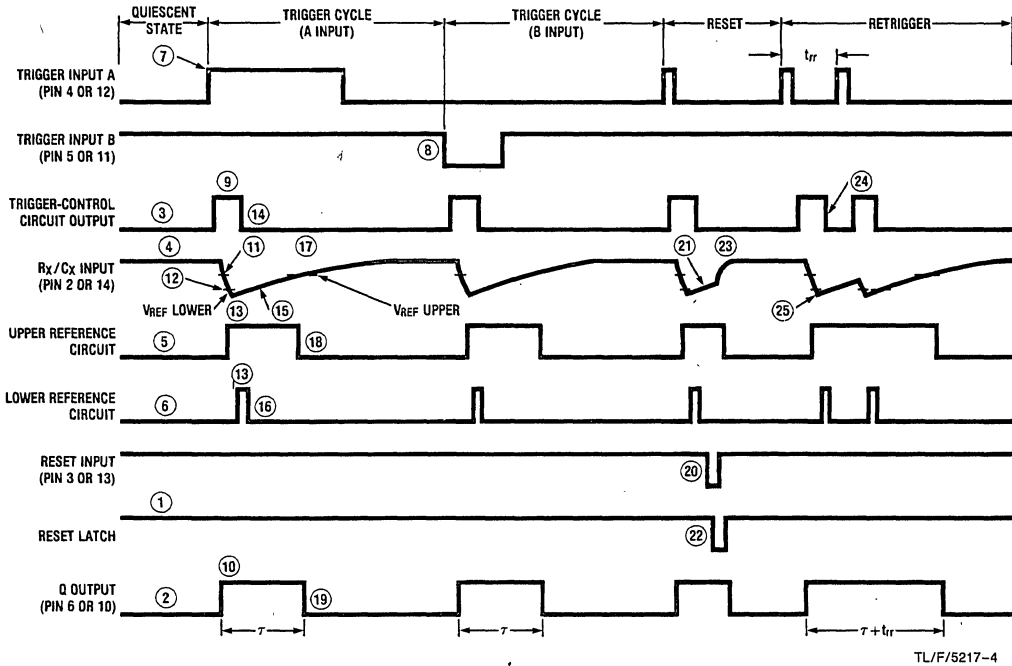 QUIESCENT STATE
TRIGGER CYCLE (A INPUT)
TRIGGER CYCLE (B INPUT)
RESET
RETRIGGER
7
trr
TRIGGER INPUT A
(PIN 4 OR 12)
TRIGGER INPUT B
(PIN 5 OR 11)
8
9
24
TRIGGER-CONTROL
CIRCUIT OUTPUT
3
14
4
11
17
21
23
RX/CX INPUT
(PIN 2 OR 14)
12
VREF LOWER
13
15
VREF UPPER
25
UPPER REFERENCE
CIRCUIT
5
18
13
LOWER REFERENCE
CIRCUIT
6
16
RESET INPUT
(PIN 3 OR 13)
20
1
RESET LATCH
22
10
Q OUTPUT
(PIN 6 OR 10)
2
19
τ
τ
τ+trr
TL/F/5217–4